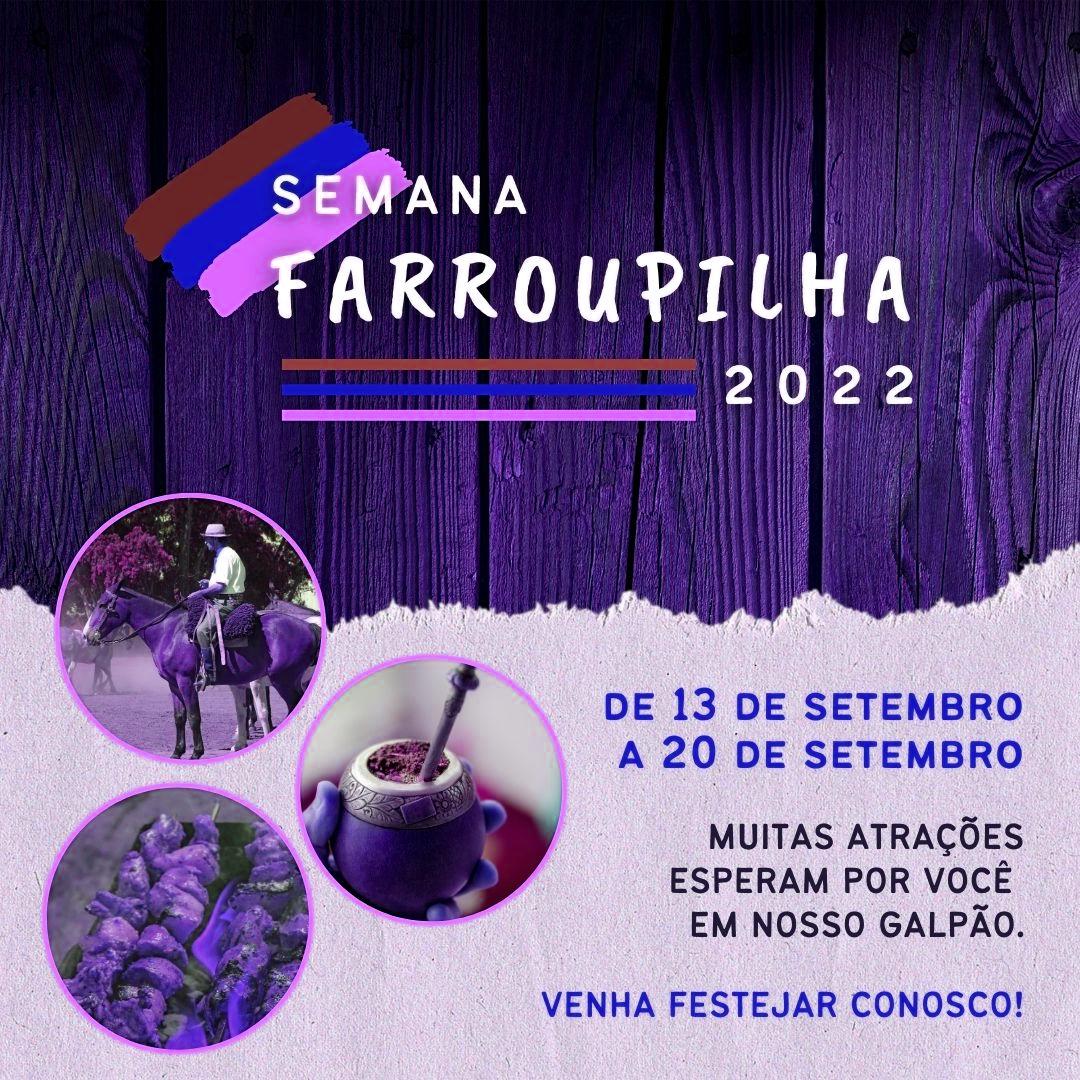 SEMANA
FARROUPILHA
2022
DE 13 DE SETEMBRO
A 20 DE SETEMBRO
MUITAS ATRAÇÕES
ESPERAM POR VOCÊ
EM NOSSO GALPÃO.
VENHA FESTEJAR CONOSCO!